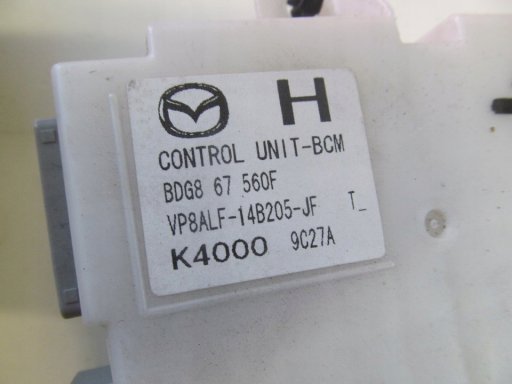 H
CONTROL UNIT-BCM
BDG8 67 560F
VP8ALF-14B205-JF T_
K4000 9C27A